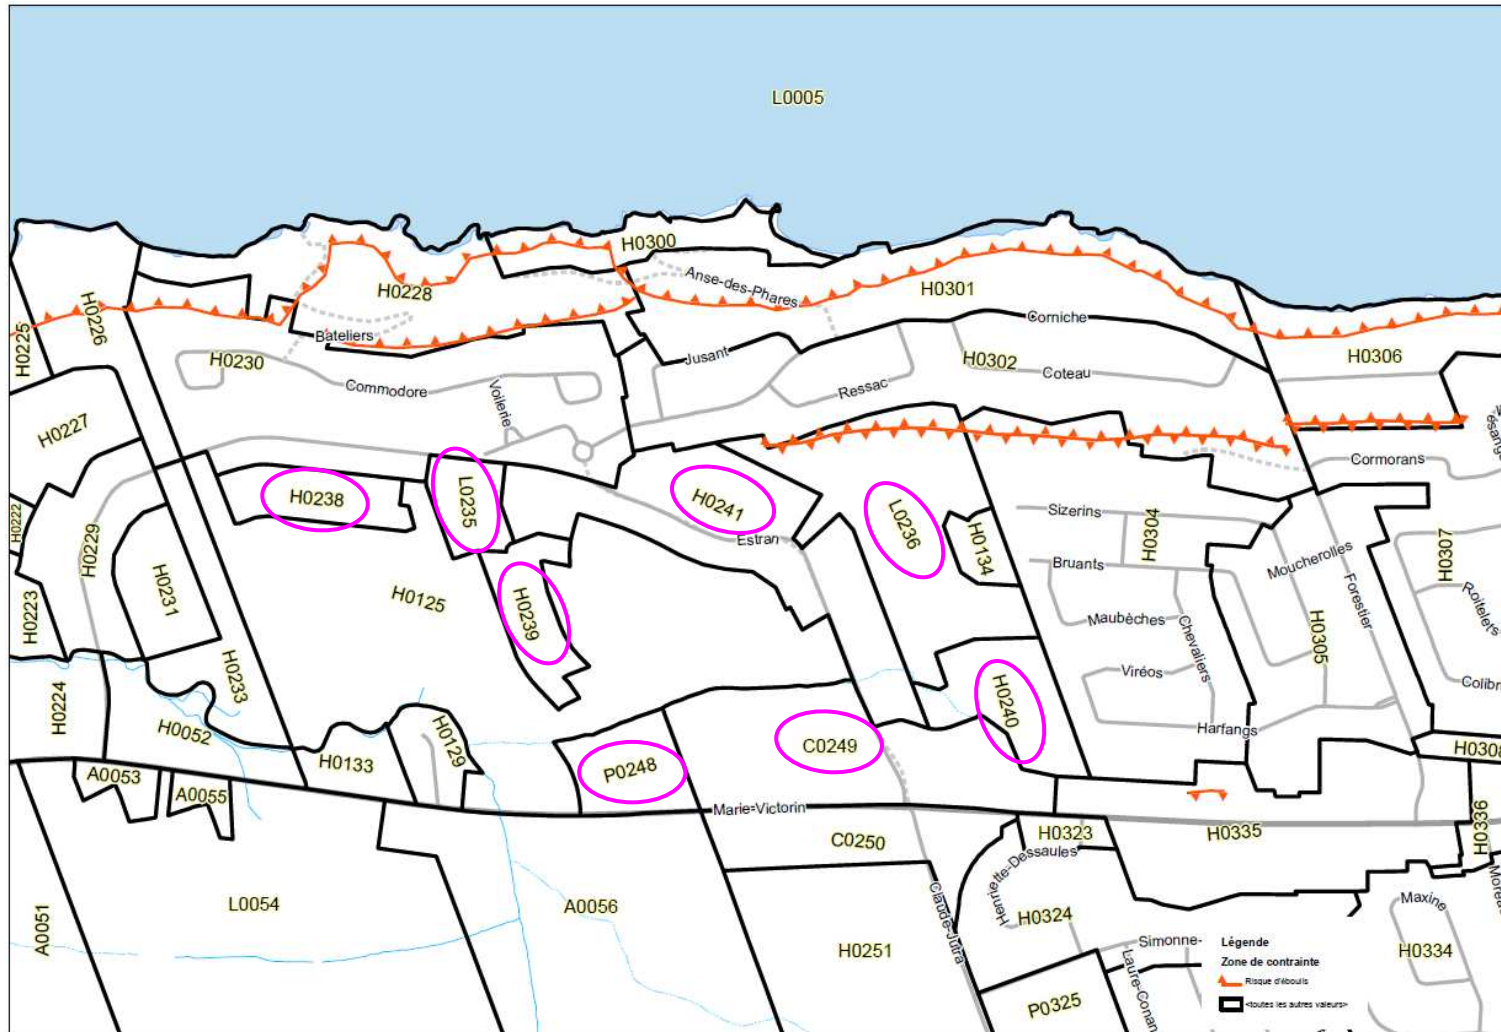 L0005
H0300
Anse-des-Phares
H0228
H0301
H0226
H0225
Bateliers
Corniche
H0230
Jusant
H0302
H0306
Coteau
Commodore
Ressac
Voilerie
H0227
Cormorans
H0238
L0235
H0241
L0236
H0222
H0229
Estran
H0134
Sizerins
H0304
Moucherolles
H0307
Bruants
H0231
H0125
H0239
H0223
Maubèches
Chevaliers
Forestier
Roitelets
H0305
Viréos
H0233
Colibri
H0224
H0240
H0052
H0129
Harfangs
C0249
H0308
A0053
H0133
P0248
A0055
Marie-Victorin
H0323
H0335
H0336
C0250
Henriette-Dessaules
L0054
A0056
Claude-Jutra
H0324
Maxine
A0051
H0251
Simonne-
Légende
H0334
Laure-Conan
Zone de contrainte
Risque d'éboulis
P0325
<toutes les autres valeurs>